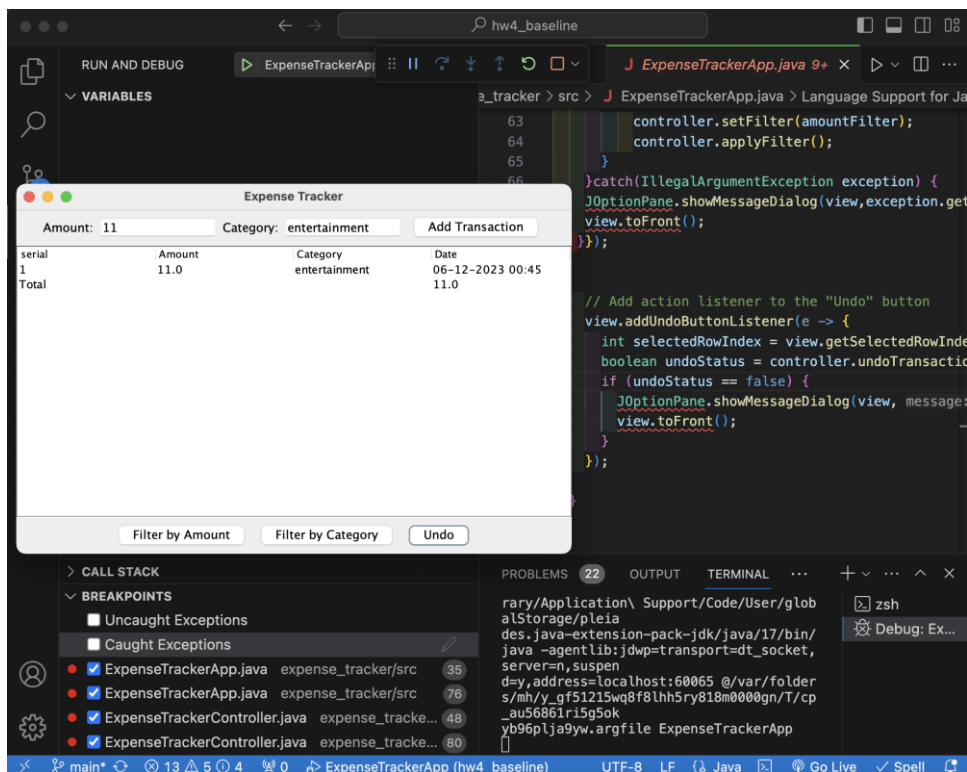 hw4_baseline
RUN AND DEBUG
ExpenseTrackerApp
ExpenseTrackerApp.java 9+
VARIABLES
e_tracker > src > J ExpenseTrackerApp.java > Language Support for Ja
63 controller.setFilter(amountFilter);
64 controller.applyFilter();
65 }
66 }catch(IllegalArgumentException exception) {
JOptionPane.showMessageDialog(view,exception.get
view.toFront();
}});
// Add action listener to the "Undo" button
view.addUndoButtonListener(e -> {
int selectedRowIndex = view.getSelectedRowInde
boolean undoStatus = controller.undoTransactio
if (undoStatus == false) {
JOptionPane.showMessageDialog(view, message:
view.toFront();
}
});
}
Expense Tracker
Amount: 11 Category: entertainment Add Transaction
serial Amount Category Date
1 11.0 entertainment 06-12-2023 00:45
Total 11.0
Filter by Amount Filter by Category Undo
CALL STACK
BREAKPOINTS
Uncaught Exceptions
Caught Exceptions
ExpenseTrackerApp.java expense_tracker/src 35
ExpenseTrackerApp.java expense_tracker/src 76
ExpenseTrackerController.java expense_tracke... 48
ExpenseTrackerController.java expense_tracke... 80
PROBLEMS 22 OUTPUT TERMINAL ...
rary/Application\ Support/Code/User/glob
alStorage/pleia
des.java-extension-pack-jdk/java/17/bin/
java -agentlib:jdwp=transport=dt_socket,
server=n,suspen
d=y,address=localhost:60065 @/var/folder
s/mh/y_gf51215wq8f8lhh5ry818m0000gn/T/cp
_au56861ri5g5ok
yb96plja9yw.argfile ExpenseTrackerApp
zsh
Debug: Ex...
main* 13 5 4 0 ExpenseTrackerApp (hw4_baseline) UTF-8 LF {} Java Go Live Spell